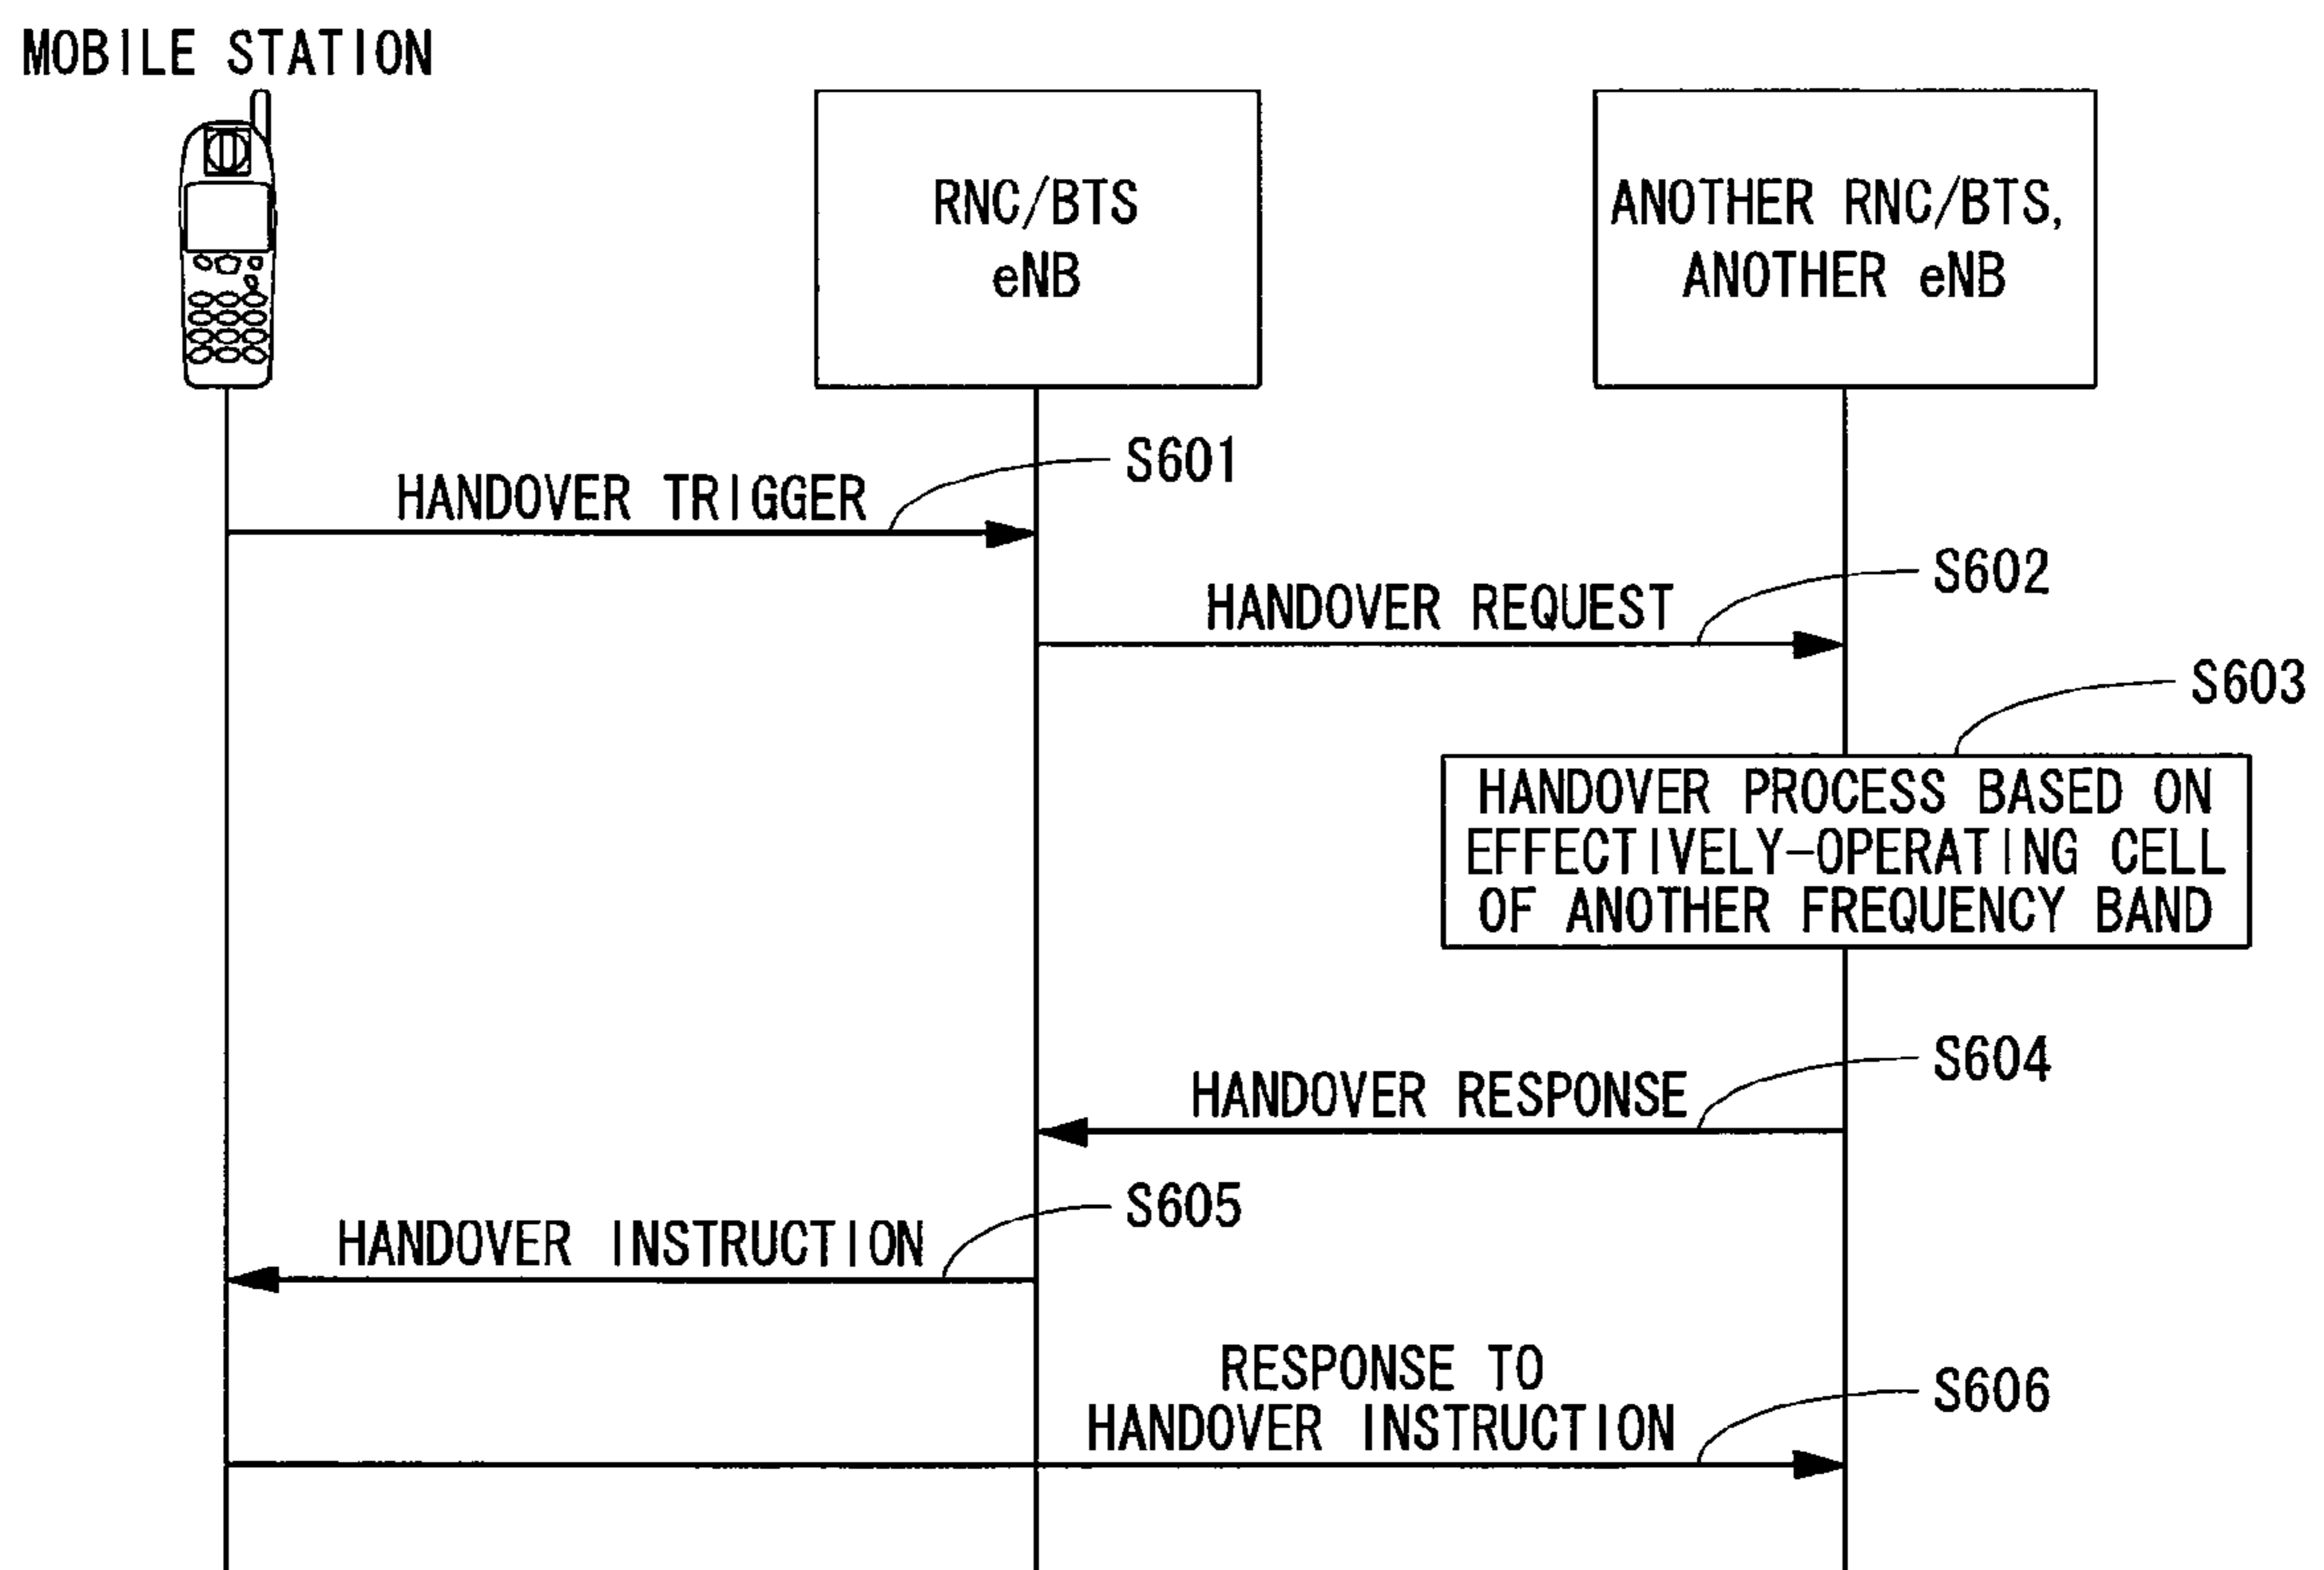 MOBILE STATION
RNC/BTS
eNB
ANOTHER RNC/BTS,
ANOTHER eNB
S601
HANDOVER TRIGGER
S602
HANDOVER REQUEST
S603
HANDOVER PROCESS BASED ON
EFFECTIVELY-OPERATING CELL
OF ANOTHER FREQUENCY BAND
S604
HANDOVER RESPONSE
S605
HANDOVER INSTRUCTION
RESPONSE TO
HANDOVER INSTRUCTION
S606